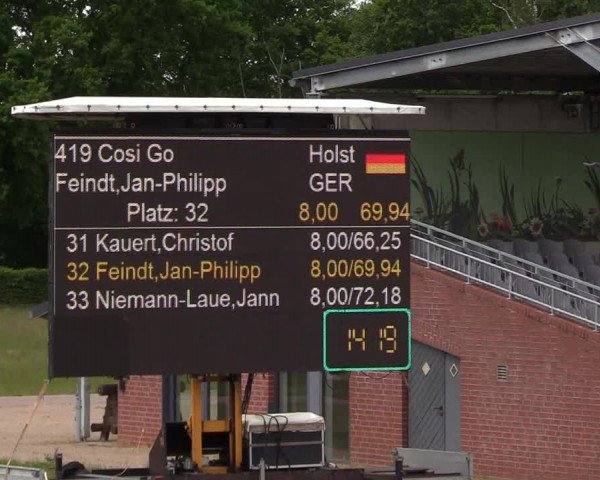 419 Cosi Go Holst
Feindt,Jan-Philipp GER
Platz: 32 8,00 69,94
31 Kauert,Christof 8,00/66,25
32 Feindt,Jan-Philipp 8,00/69,94
33 Niemann-Laue,Jann 8,00/72,18
14 19